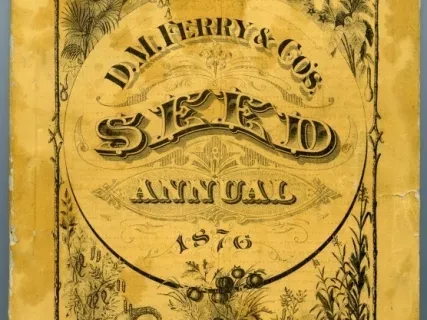 D.M. FERRY & CO'S.
SEED
ANNUAL
1876